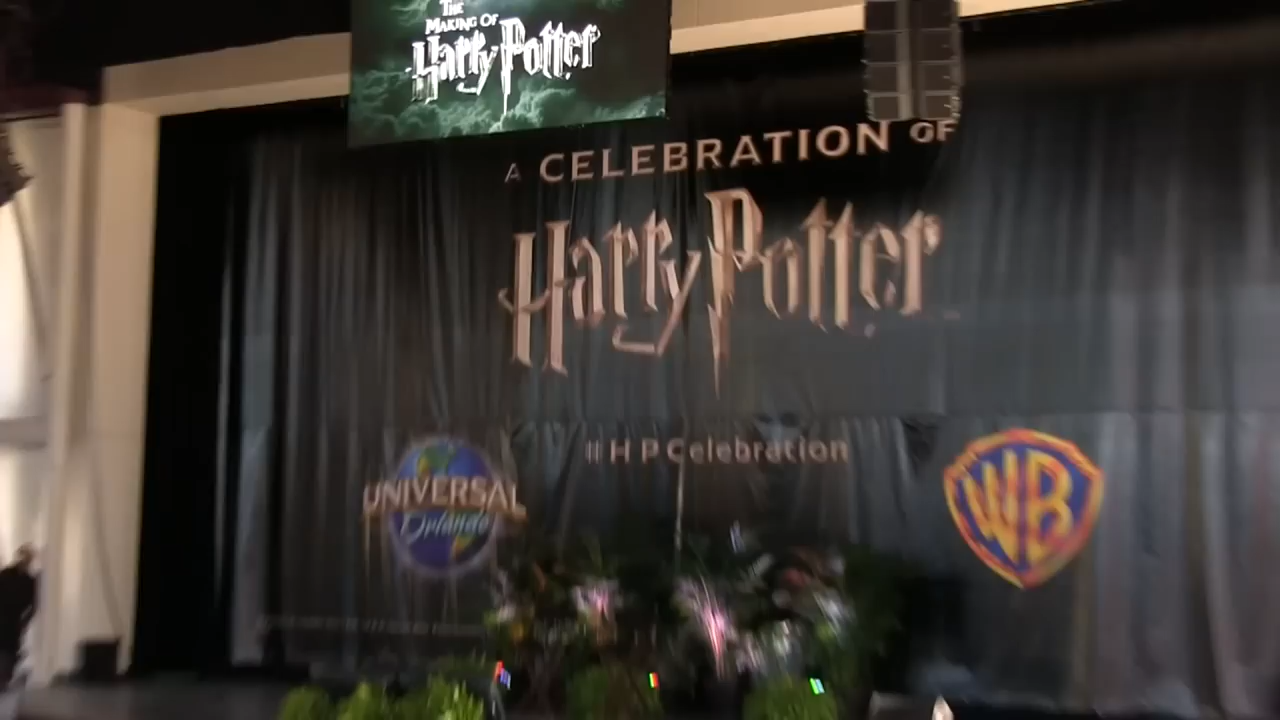 THE
MAKING OF
Harry Potter
A CELEBRATION OF
Harry Potter
#HPCelebration
UNIVERSAL
Orlando
WB